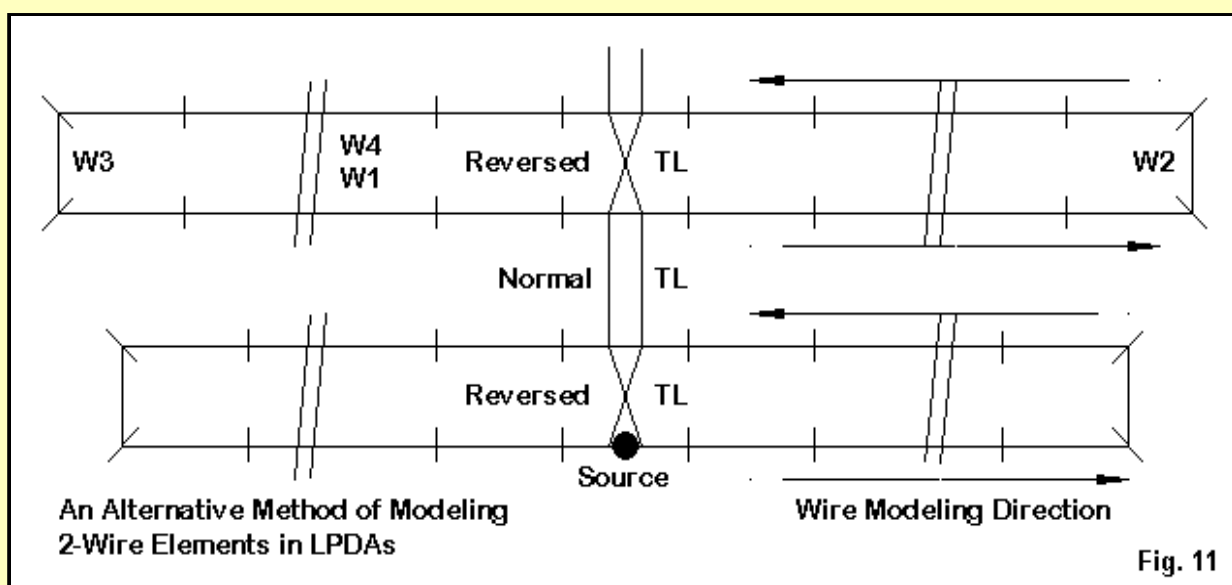 W3
W4
W1
Reversed TL
W2
Normal TL
Reversed TL
Source
An Alternative Method of Modeling
2-Wire Elements in LPDAs
Wire Modeling Direction
Fig. 11